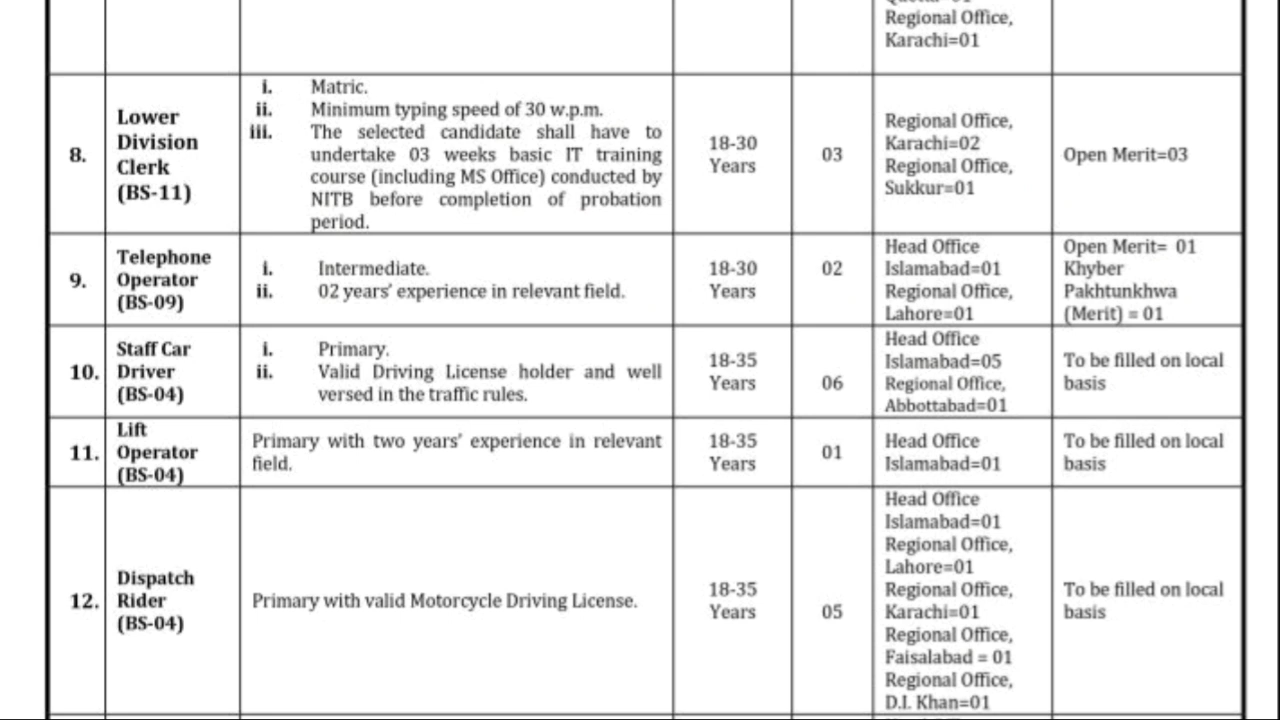 Regional Office,
Karachi=01
8.
Lower
Division
Clerk
(BS-11)
i. Matric.
ii. Minimum typing speed of 30 w.p.m.
iii. The selected candidate shall have to
undertake 03 weeks basic IT training
course (including MS Office) conducted by
NITB before completion of probation
period.
18-30
Years
03
Regional Office,
Karachi=02
Regional Office,
Sukkur=01
Open Merit=03
9.
Telephone
Operator
(BS-09)
i. Intermediate.
ii. 02 years' experience in relevant field.
18-30
Years
02
Head Office
Islamabad=01
Regional Office,
Lahore=01
Open Merit= 01
Khyber
Pakhtunkhwa
(Merit) = 01
10.
Staff Car
Driver
(BS-04)
i. Primary.
ii. Valid Driving License holder and well
versed in the traffic rules.
18-35
Years
06
Head Office
Islamabad=05
Regional Office,
Abbottabad=01
To be filled on local
basis
11.
Lift
Operator
(BS-04)
Primary with two years' experience in relevant
field.
18-35
Years
01
Head Office
Islamabad=01
To be filled on local
basis
12.
Dispatch
Rider
(BS-04)
Primary with valid Motorcycle Driving License.
18-35
Years
05
Head Office
Islamabad=01
Regional Office,
Lahore=01
Regional Office,
Karachi=01
Regional Office,
Faisalabad = 01
Regional Office,
D.I. Khan=01
To be filled on local
basis